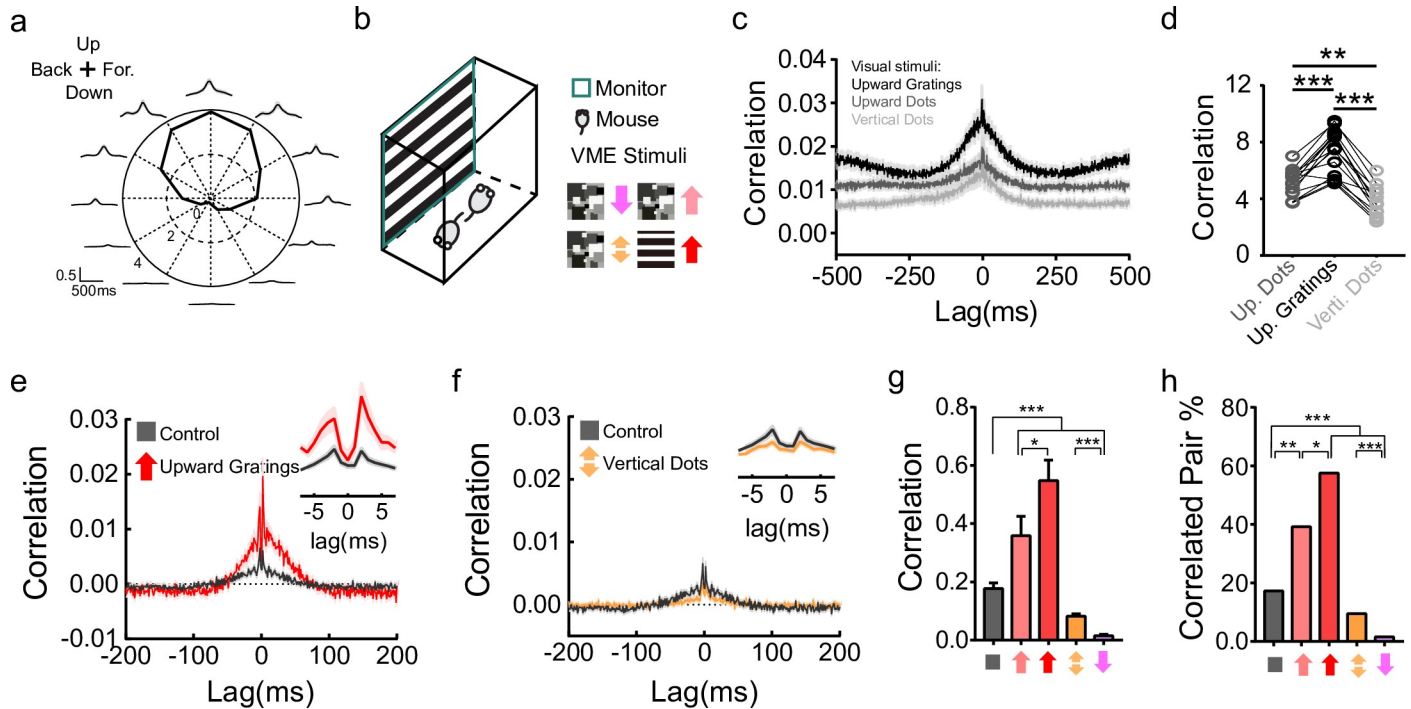 a
Up
Back + For.
Down
0
2
4
0.5
500ms
b
Monitor
Mouse
VME Stimuli
c
Correlation
0.04
0.03
0.02
0.01
0.00
Visual stimuli:
Upward Gratings
Upward Dots
Vertical Dots
-500
-250
0
250
500
Lag(ms)
d
Correlation
12
8
4
0
**
***
***
Up. Dots
Up. Gratings
Verti. Dots
e
Correlation
0.03
0.02
0.01
0.00
-0.01
Control
Upward Gratings
-5
0
5
lag(ms)
-200
-100
0
100
200
Lag(ms)
f
Correlation
0.03
0.02
0.01
0.00
Control
Vertical Dots
-5
0
5
lag(ms)
-200
-100
0
100
200
Lag(ms)
g
Correlation
0.8
0.6
0.4
0.2
0.0
***
*
***
h
Correlated Pair %
80
60
40
20
0.0
***
**
*
***